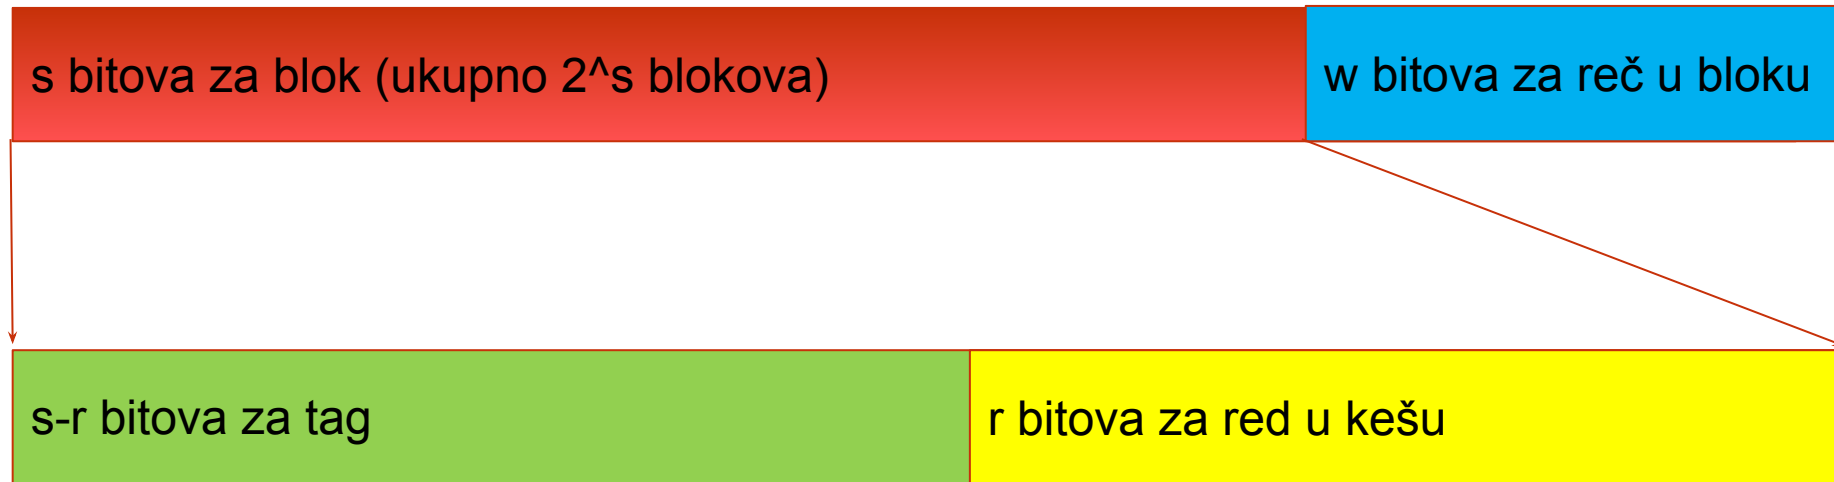 s bitova za blok (ukupno 2^s blokova)
w bitova za reč u bloku
s-r bitova za tag
r bitova za red u kešu